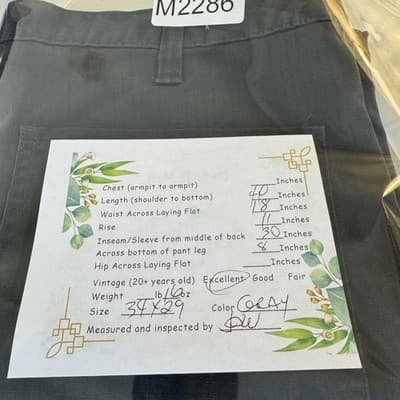 M2286
Chest (armpit to armpit) Inches
Length (shoulder to bottom) 40 Inches
Waist Across Laying Flat 18 Inches
Rise 11 Inches
Inseam/Sleeve from middle of back 30 Inches
Across bottom of pant leg 8 Inches
Hip Across Laying Flat Inches
Vintage (20+ years old) Excellent Good Fair
Weight lb 16 oz
Size 34X29 Color GRAY
Measured and inspected by